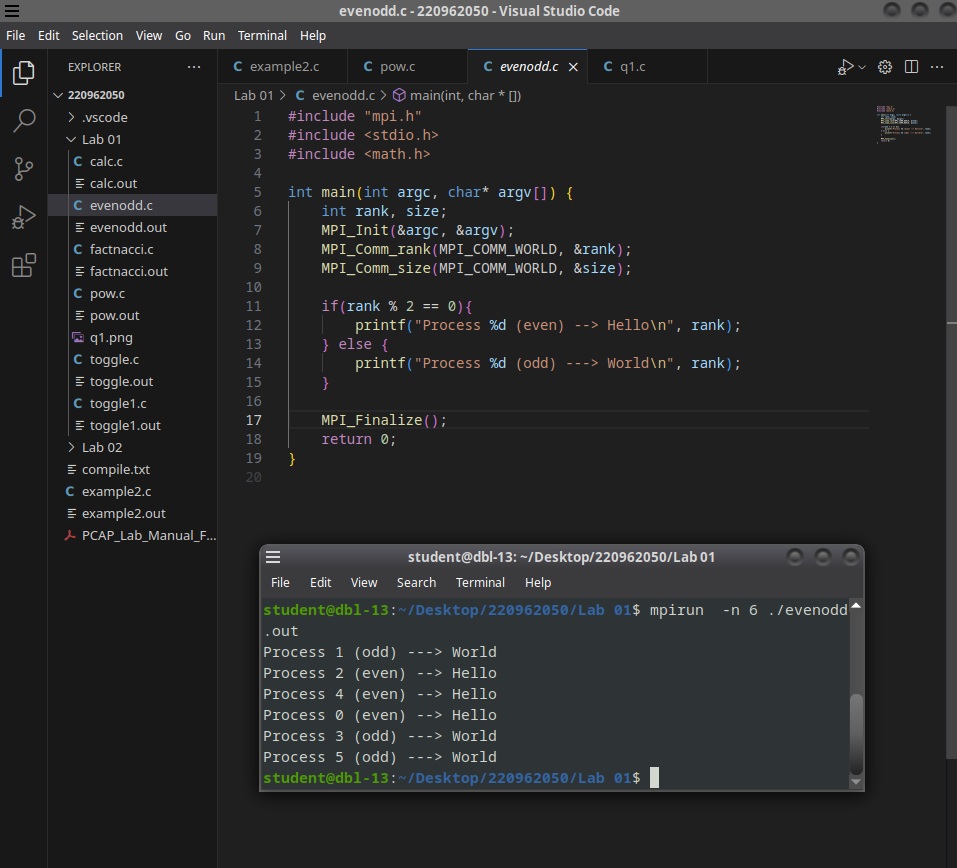 evenodd.c - 220962050 - Visual Studio Code
File Edit Selection View Go Run Terminal Help
EXPLORER
220962050
.vscode
Lab 01
C calc.c
calc.out
C evenodd.c
evenodd.out
C factnacci.c
factnacci.out
C pow.c
pow.out
q1.png
C toggle.c
toggle.out
C toggle1.c
toggle1.out
Lab 02
compile.txt
C example2.c
example2.out
PCAP_Lab_Manual_F...
C example2.c C pow.c C evenodd.c C q1.c
Lab 01 > C evenodd.c > main(int, char * [])
1 #include "mpi.h"
2 #include <stdio.h>
3 #include <math.h>
4
5 int main(int argc, char* argv[]) {
6 int rank, size;
7 MPI_Init(&argc, &argv);
8 MPI_Comm_rank(MPI_COMM_WORLD, &rank);
9 MPI_Comm_size(MPI_COMM_WORLD, &size);
10
11 if(rank % 2 == 0){
12 printf("Process %d (even) --> Hello\n", rank);
13 } else {
14 printf("Process %d (odd) ---> World\n", rank);
15 }
16
17 MPI_Finalize();
18 return 0;
19 }
20
student@dbl-13: ~/Desktop/220962050/Lab 01
File Edit View Search Terminal Help
student@dbl-13:~/Desktop/220962050/Lab 01$ mpirun  -n 6 ./evenodd
.out
Process 1 (odd) ---> World
Process 2 (even) --> Hello
Process 4 (even) --> Hello
Process 0 (even) --> Hello
Process 3 (odd) ---> World
Process 5 (odd) ---> World
student@dbl-13:~/Desktop/220962050/Lab 01$